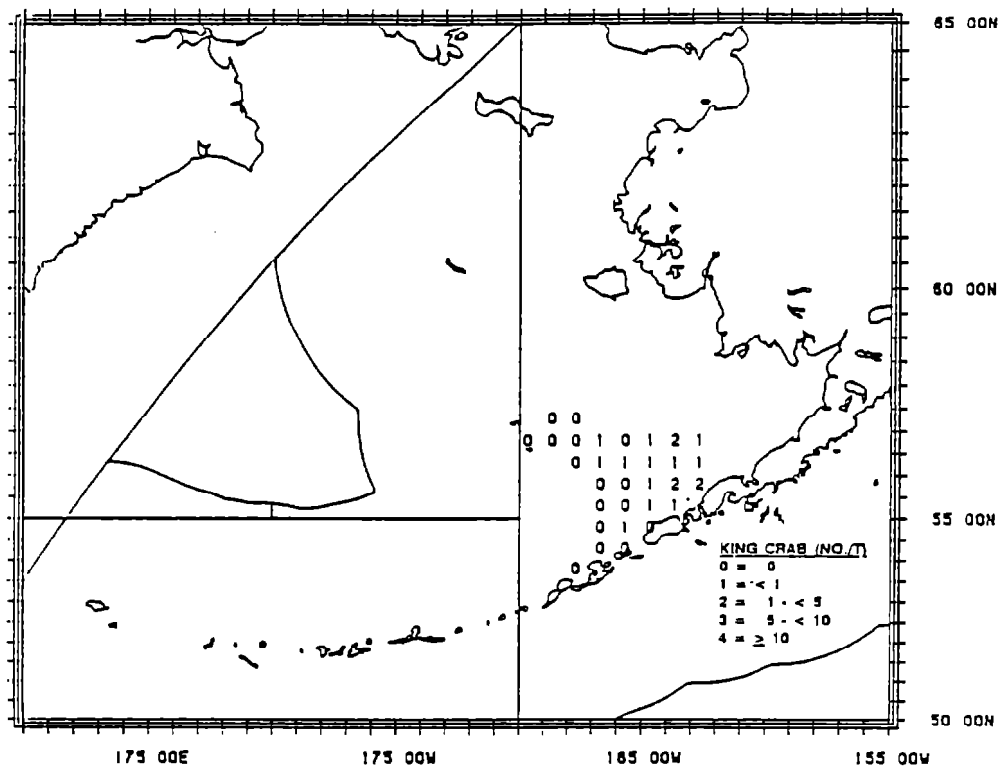 65 00N
60 00N
0 0
0 0 0 1 0 1 2 1
0 1 1 1 1 1
0 0 1 2 2
0 0 1 1
55 00N
0 1 0
0 0
0
KING CRAB (NO./T)
0 = 0
1 = < 1
2 = 1 - < 5
3 = 5 - < 10
4 = ≥ 10
50 00N
175 00E 175 00W 165 00W 155 00W